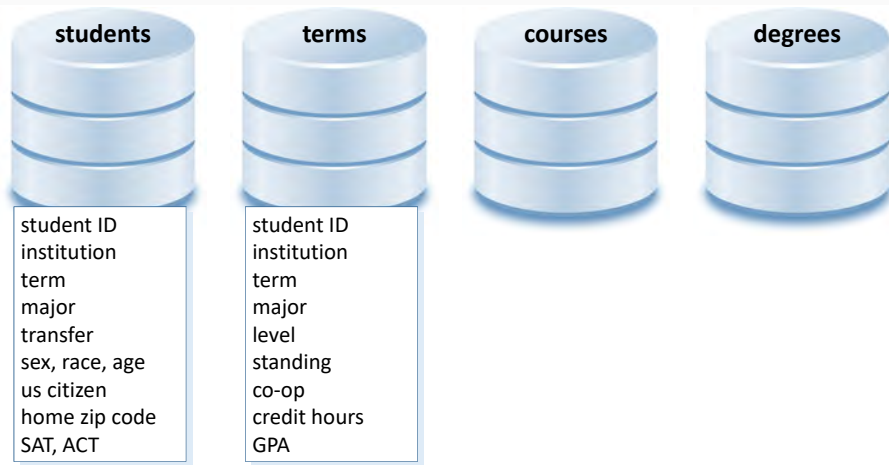 students
terms
courses
degrees
student ID
institution
term
major
transfer
sex, race, age
us citizen
home zip code
SAT, ACT
student ID
institution
term
major
level
standing
co-op
credit hours
GPA